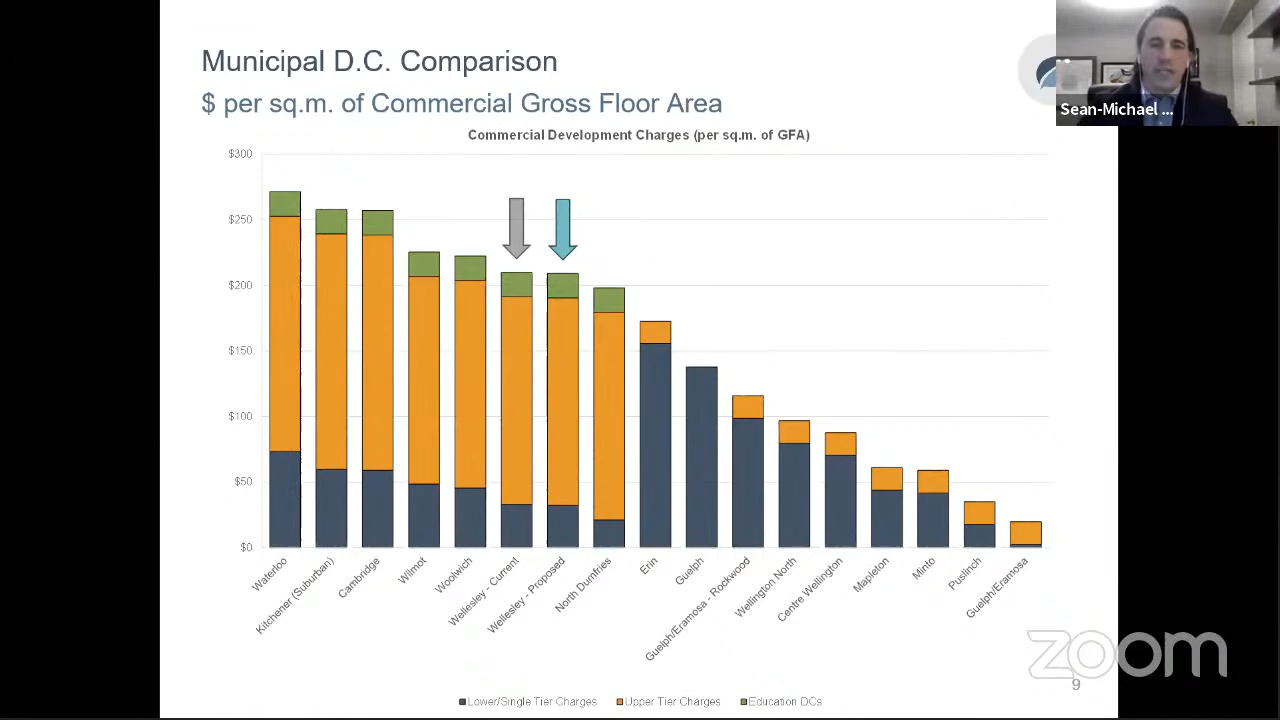 Municipal D.C. Comparison
$ per sq.m. of Commercial Gross Floor Area
Sean-Michael ...
Commercial Development Charges (per sq.m. of GFA)
$300
$250
$200
$150
$100
$50
$0
Waterloo
Kitchener (Suburban)
Cambridge
Wilmot
Woolwich
Wellesley - Current
Wellesley - Proposed
North Dumfries
Erin
Guelph
Guelph/Eramosa - Rockwood
Wellington North
Centre Wellington
Mapleton
Minto
Puslinch
Guelph/Eramosa
Lower/Single Tier Charges
Upper Tier Charges
Education DCs
zoom
9